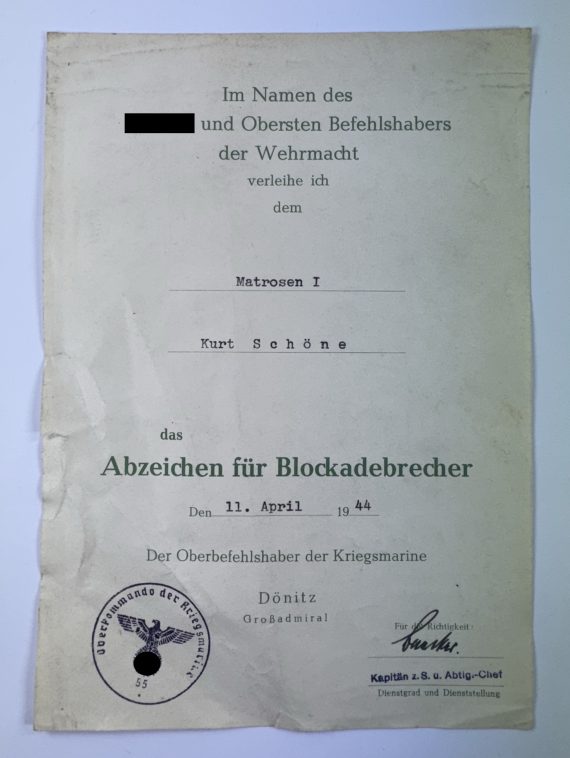 Im Namen des
und Obersten Befehlshabers
der Wehrmacht
verleihe ich
dem
Matrosen I
Kurt Schöne
das
Abzeichen für Blockadebrecher
Den 11. April 1944
Der Oberbefehlshaber der Kriegsmarine
Dönitz
Großadmiral
Oberkommando der Kriegsmarine
55
Für die Richtigkeit:
Kapitän z. S. u. Abtlg.-Chef
Dienstgrad und Dienststellung